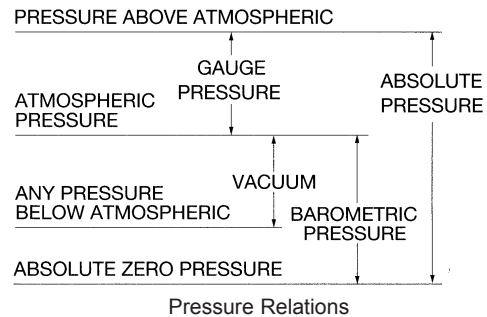 PRESSURE ABOVE ATMOSPHERIC
GAUGE
PRESSURE
ABSOLUTE
PRESSURE
ATMOSPHERIC
PRESSURE
VACUUM
ANY PRESSURE
BELOW ATMOSPHERIC
BAROMETRIC
PRESSURE
ABSOLUTE ZERO PRESSURE
Pressure Relations